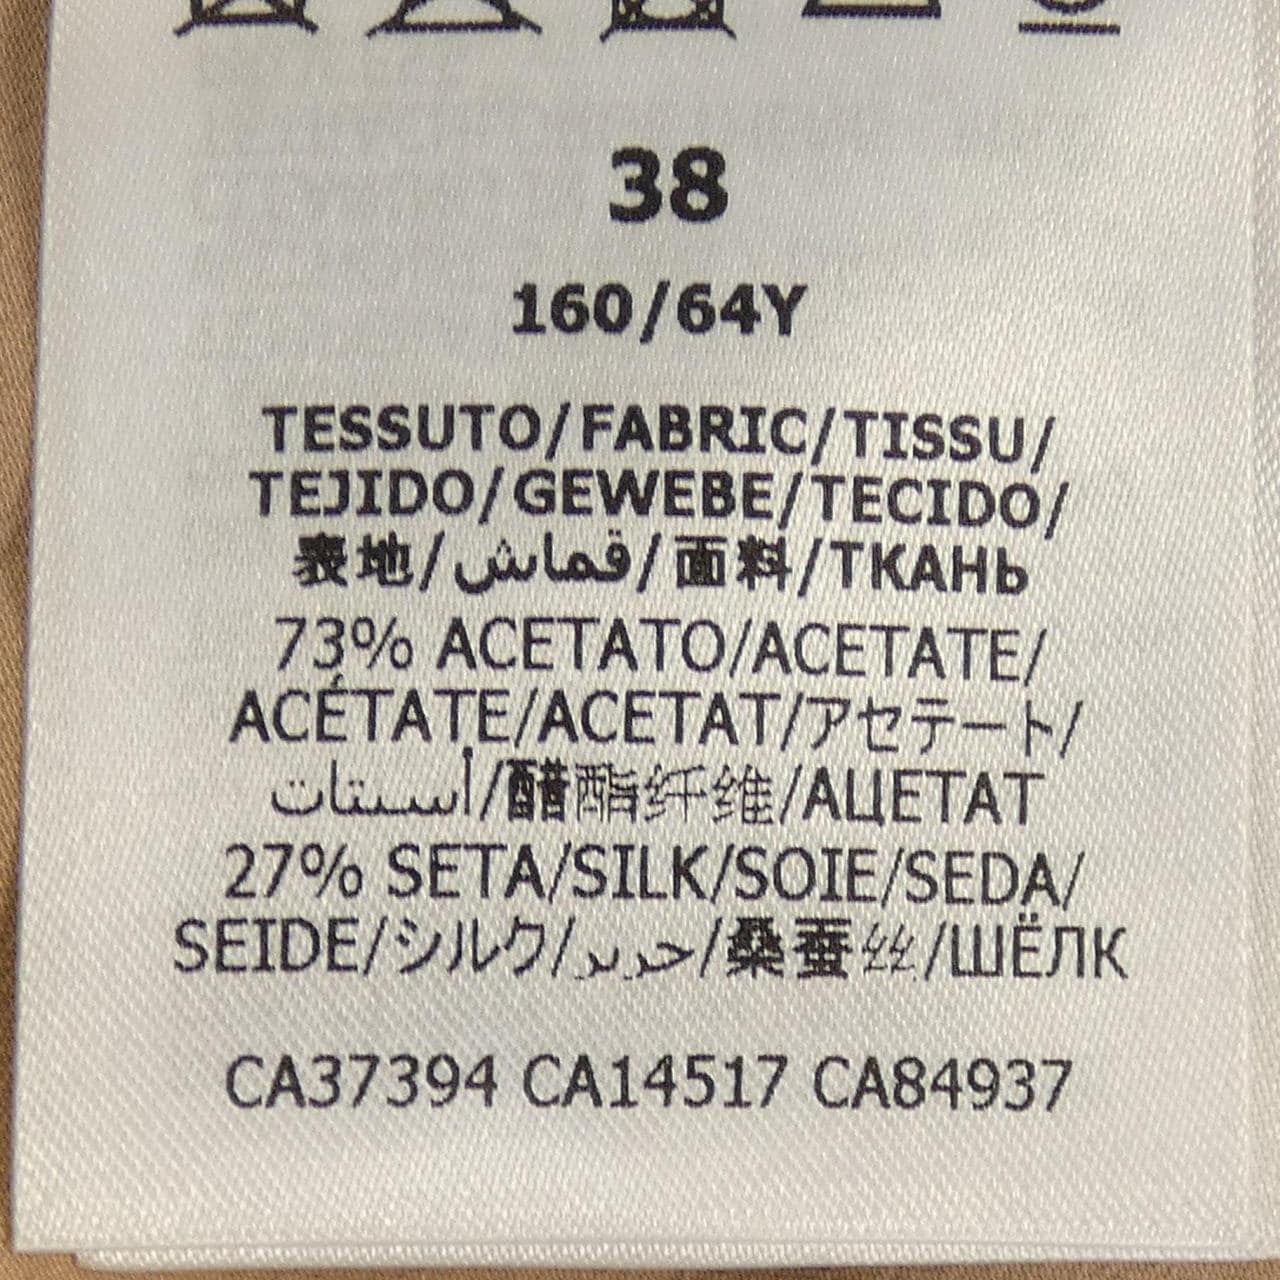 38
160/64Y
TESSUTO/FABRIC/TISSU/
TEJIDO/GEWEBE/TECIDO/
表地/قماش/面料/ТКАНЬ
73% ACETATO/ACETATE/
ACÉTATE/ACETAT/アセテート/
أسىتات/醋酯纤维/АЦЕТАТ
27% SETA/SILK/SOIE/SEDA/
SEIDE/シルク/حرىر/桑蚕丝/ШЁЛК
CA37394 CA14517 CA84937